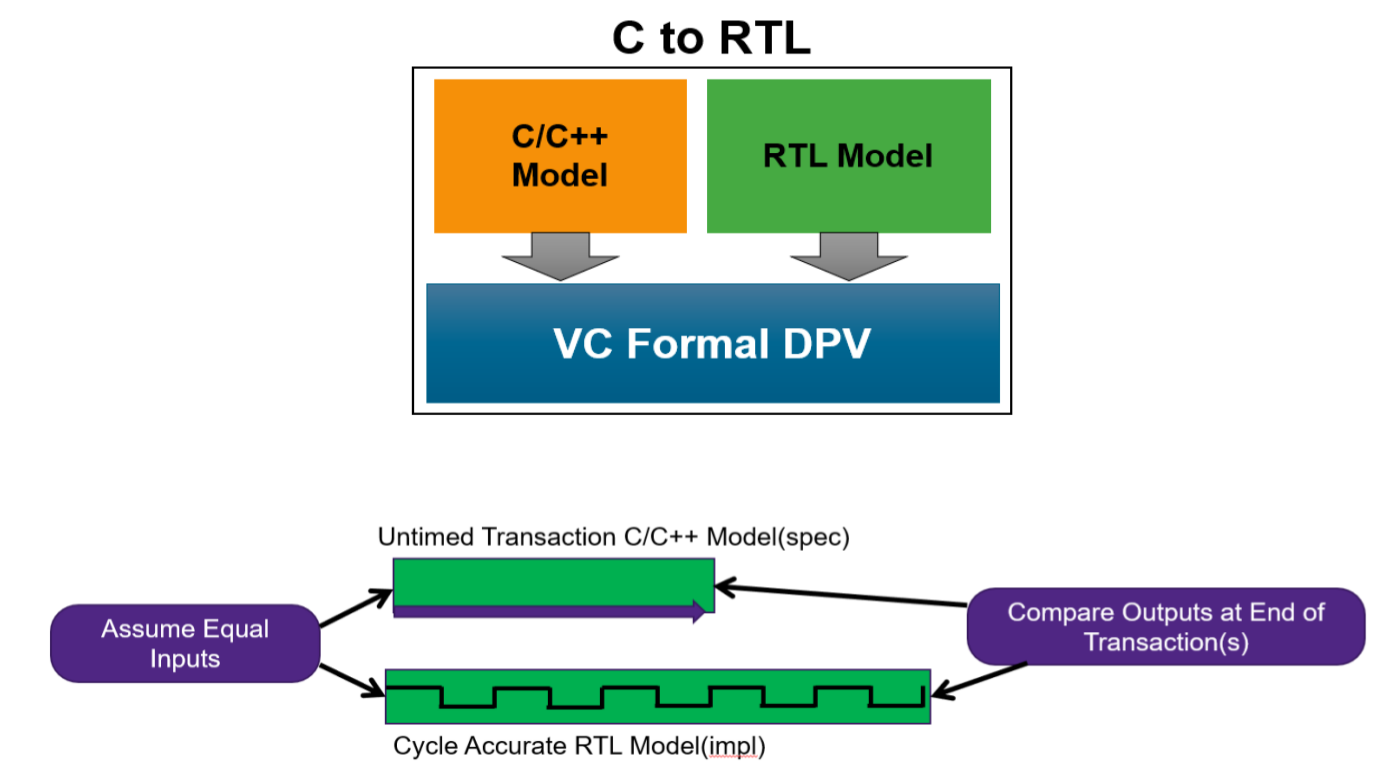 C to RTL
C/C++
Model
RTL Model
VC Formal DPV
Untimed Transaction C/C++ Model(spec)
Assume Equal
Inputs
Compare Outputs at End of
Transaction(s)
Cycle Accurate RTL Model(impl)